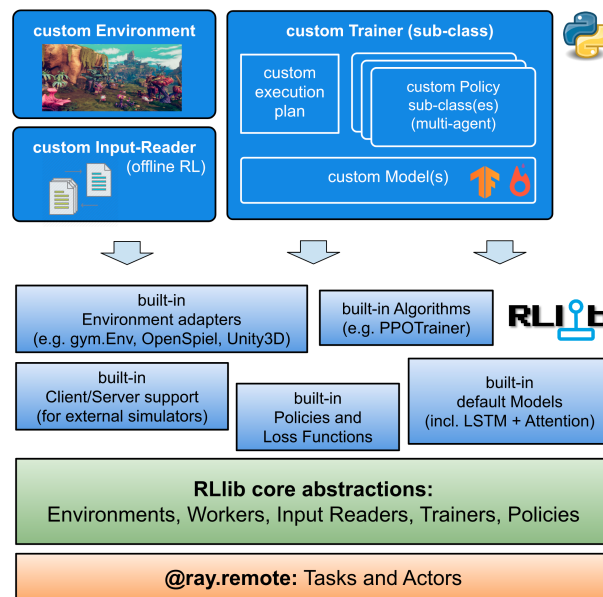 custom Environment
custom Trainer (sub-class)
custom
execution
plan
custom Policy
sub-class(es)
(multi-agent)
custom Input-Reader
(offline RL)
custom Model(s)
built-in
Environment adapters
(e.g. gym.Env, OpenSpiel, Unity3D)
built-in Algorithms
(e.g. PPOTrainer)
RLlib
built-in
Client/Server support
(for external simulators)
built-in
Policies and
Loss Functions
built-in
default Models
(incl. LSTM + Attention)
RLlib core abstractions:
Environments, Workers, Input Readers, Trainers, Policies
@ray.remote: Tasks and Actors